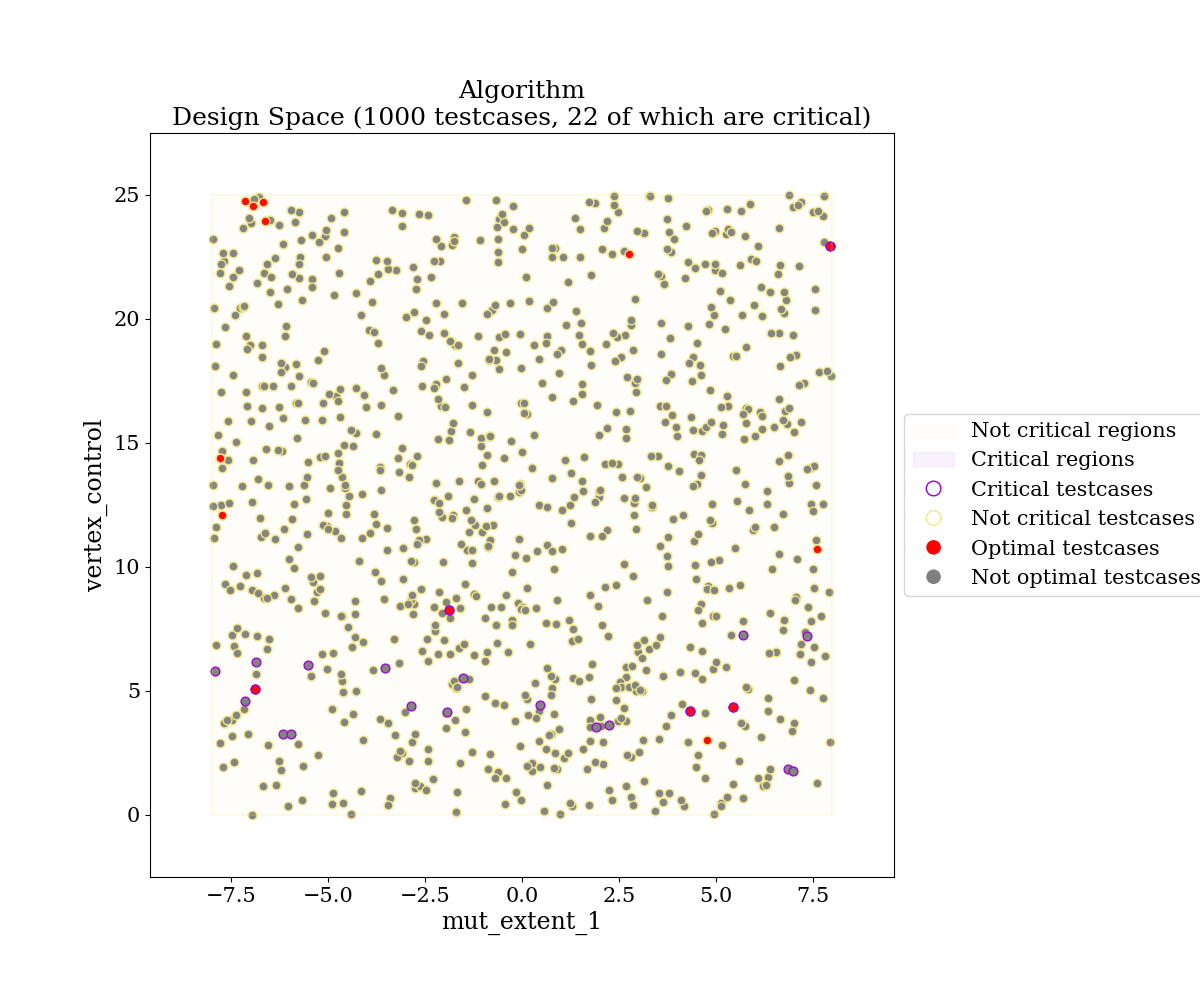 Algorithm
Design Space (1000 testcases, 22 of which are critical)
vertex_control
25
20
15
10
5
0
−7.5
−5.0
−2.5
0.0
2.5
5.0
7.5
mut_extent_1
Not critical regions
Critical regions
Critical testcases
Not critical testcases
Optimal testcases
Not optimal testcases